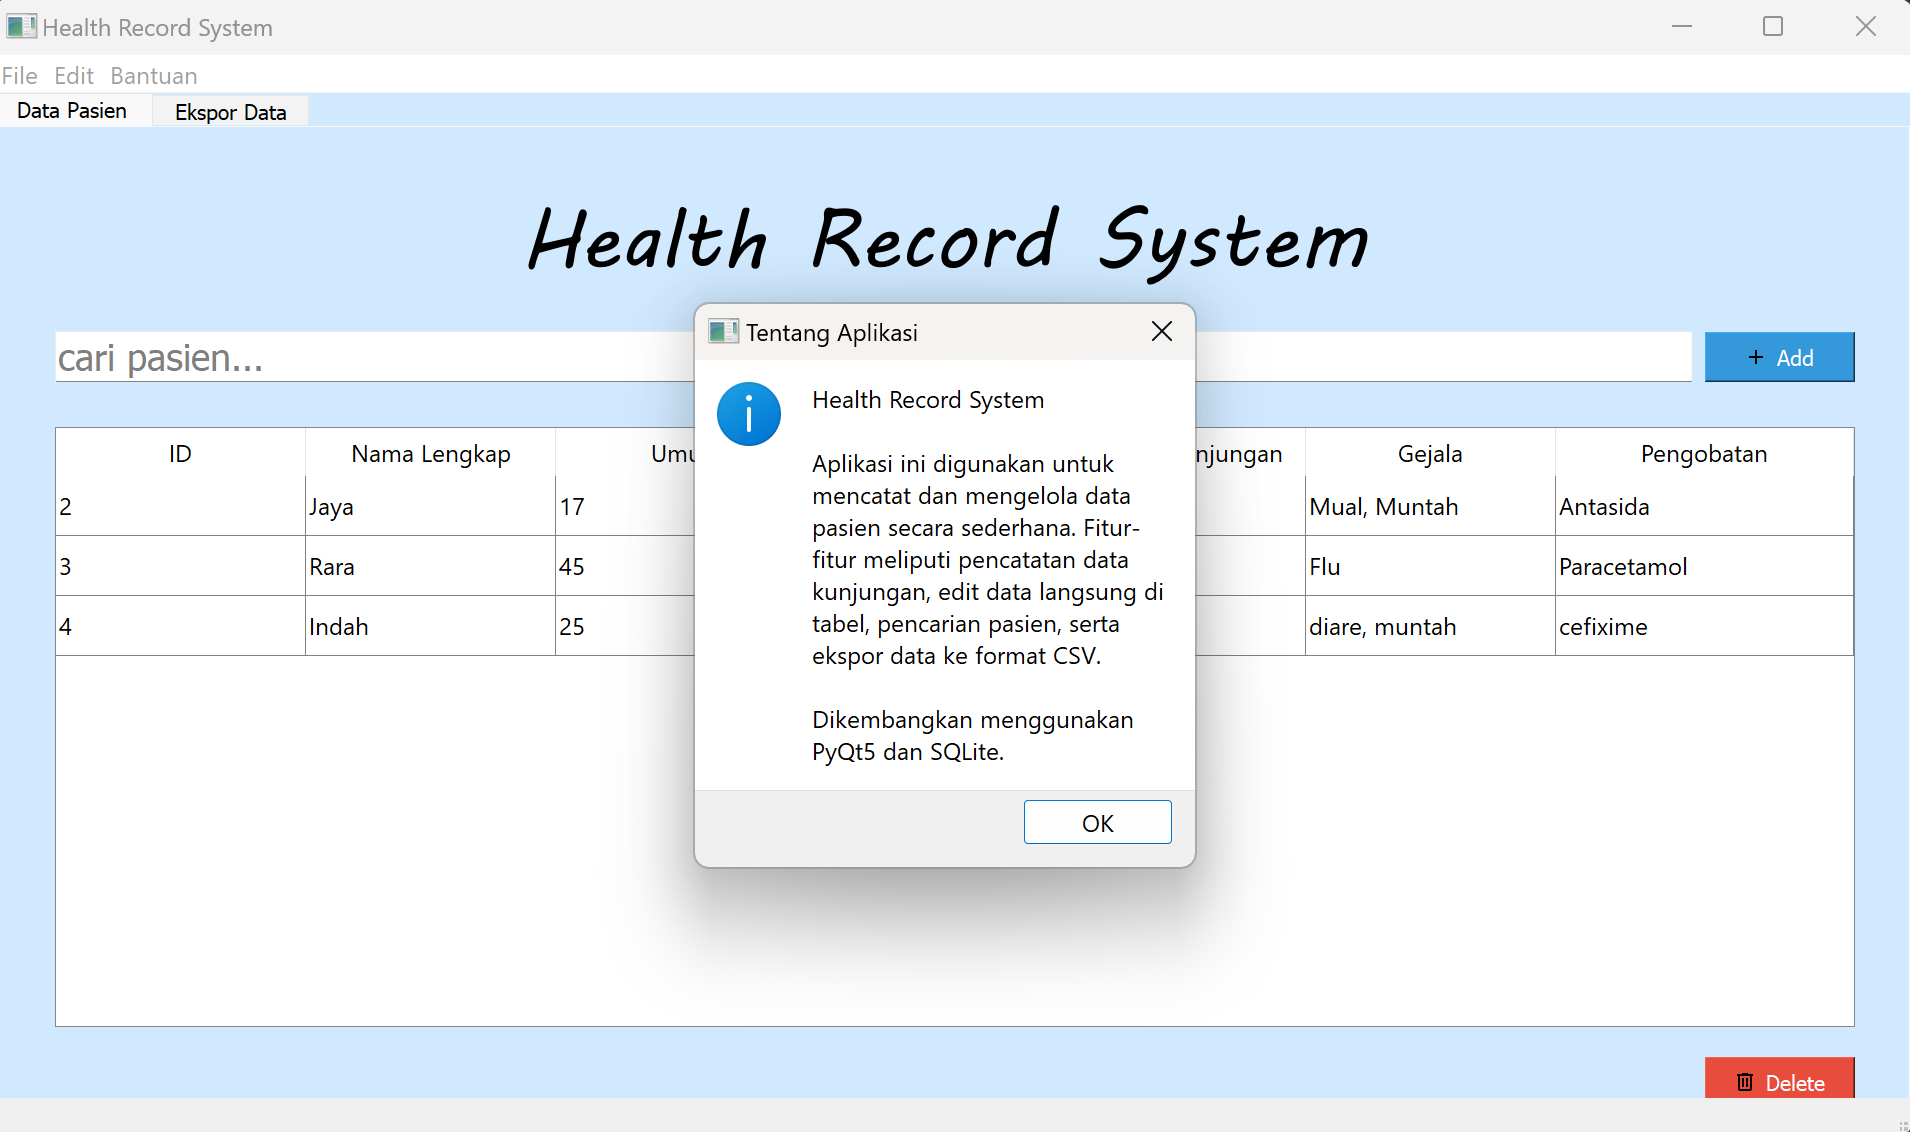 Health Record System
File Edit Bantuan
Data Pasien Ekspor Data
Health Record System
cari pasien...
+ Add
Tentang Aplikasi
Health Record System
Aplikasi ini digunakan untuk
mencatat dan mengelola data
pasien secara sederhana. Fitur-
fitur meliputi pencatatan data
kunjungan, edit data langsung di
tabel, pencarian pasien, serta
ekspor data ke format CSV.
Dikembangkan menggunakan
PyQt5 dan SQLite.
OK
ID Nama Lengkap Gejala Pengobatan
2 Jaya 17 Mual, Muntah Antasida
3 Rara 45 Flu Paracetamol
4 Indah 25 diare, muntah cefixime
Delete